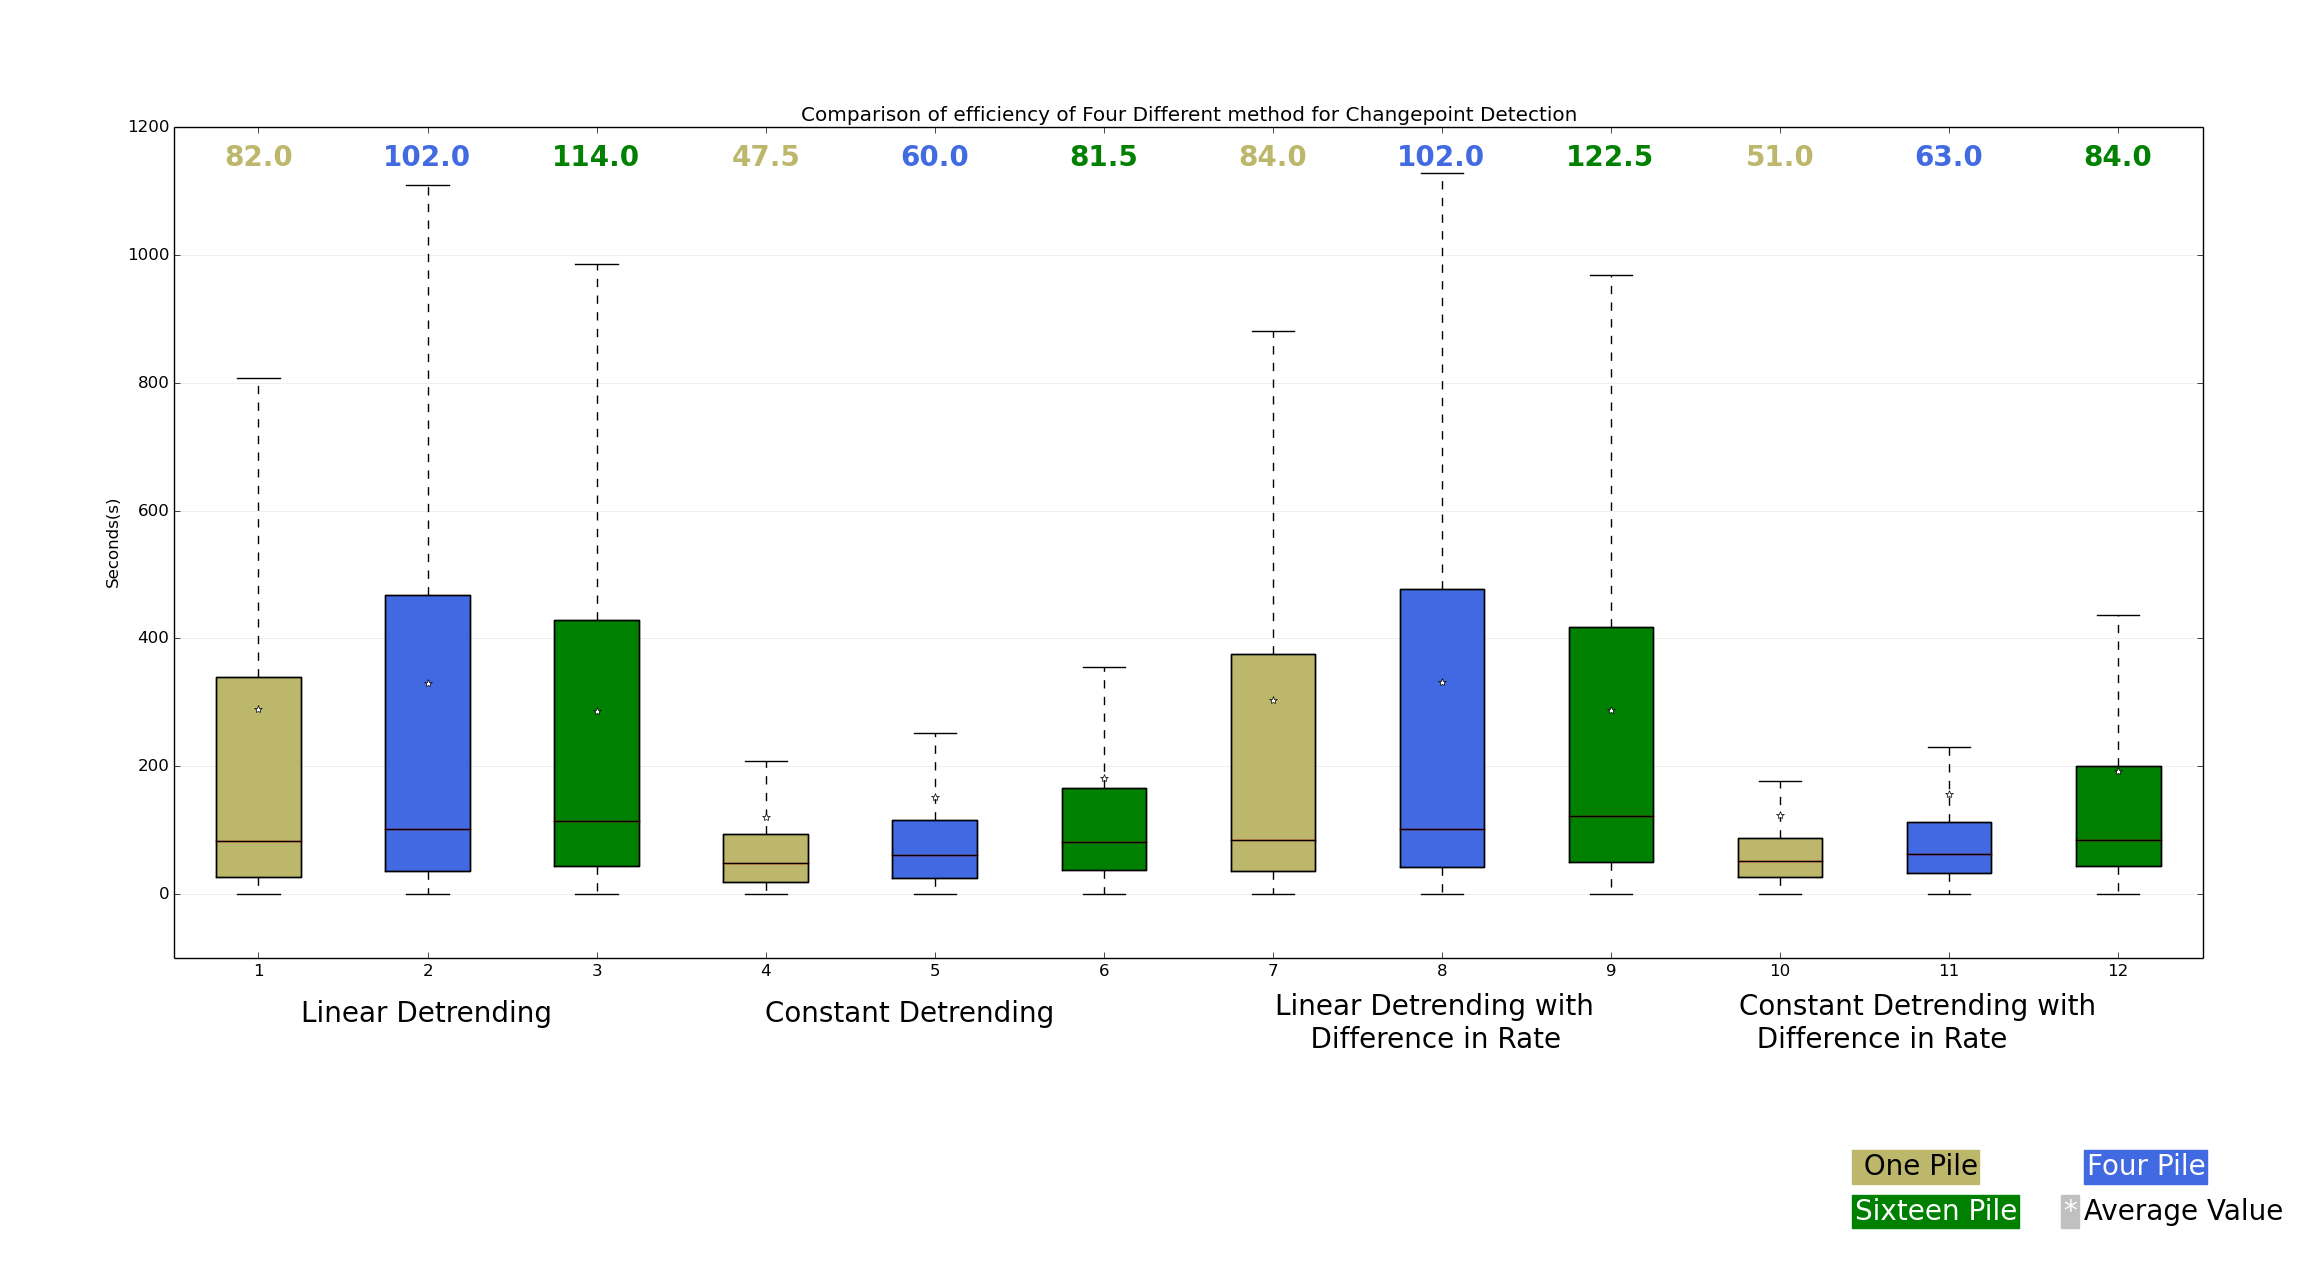 Comparison of efficiency of Four Different method for Changepoint Detection
1200
82.0 102.0 114.0 47.5 60.0 81.5 84.0 102.0 122.5 51.0 63.0 84.0
1000
800
600
Seconds(s)
400
200
0
1 2 3 4 5 6 7 8 9 10 11 12
Linear Detrending
Constant Detrending
Linear Detrending with
Difference in Rate
Constant Detrending with
Difference in Rate
One Pile
Four Pile
Sixteen Pile
* Average Value